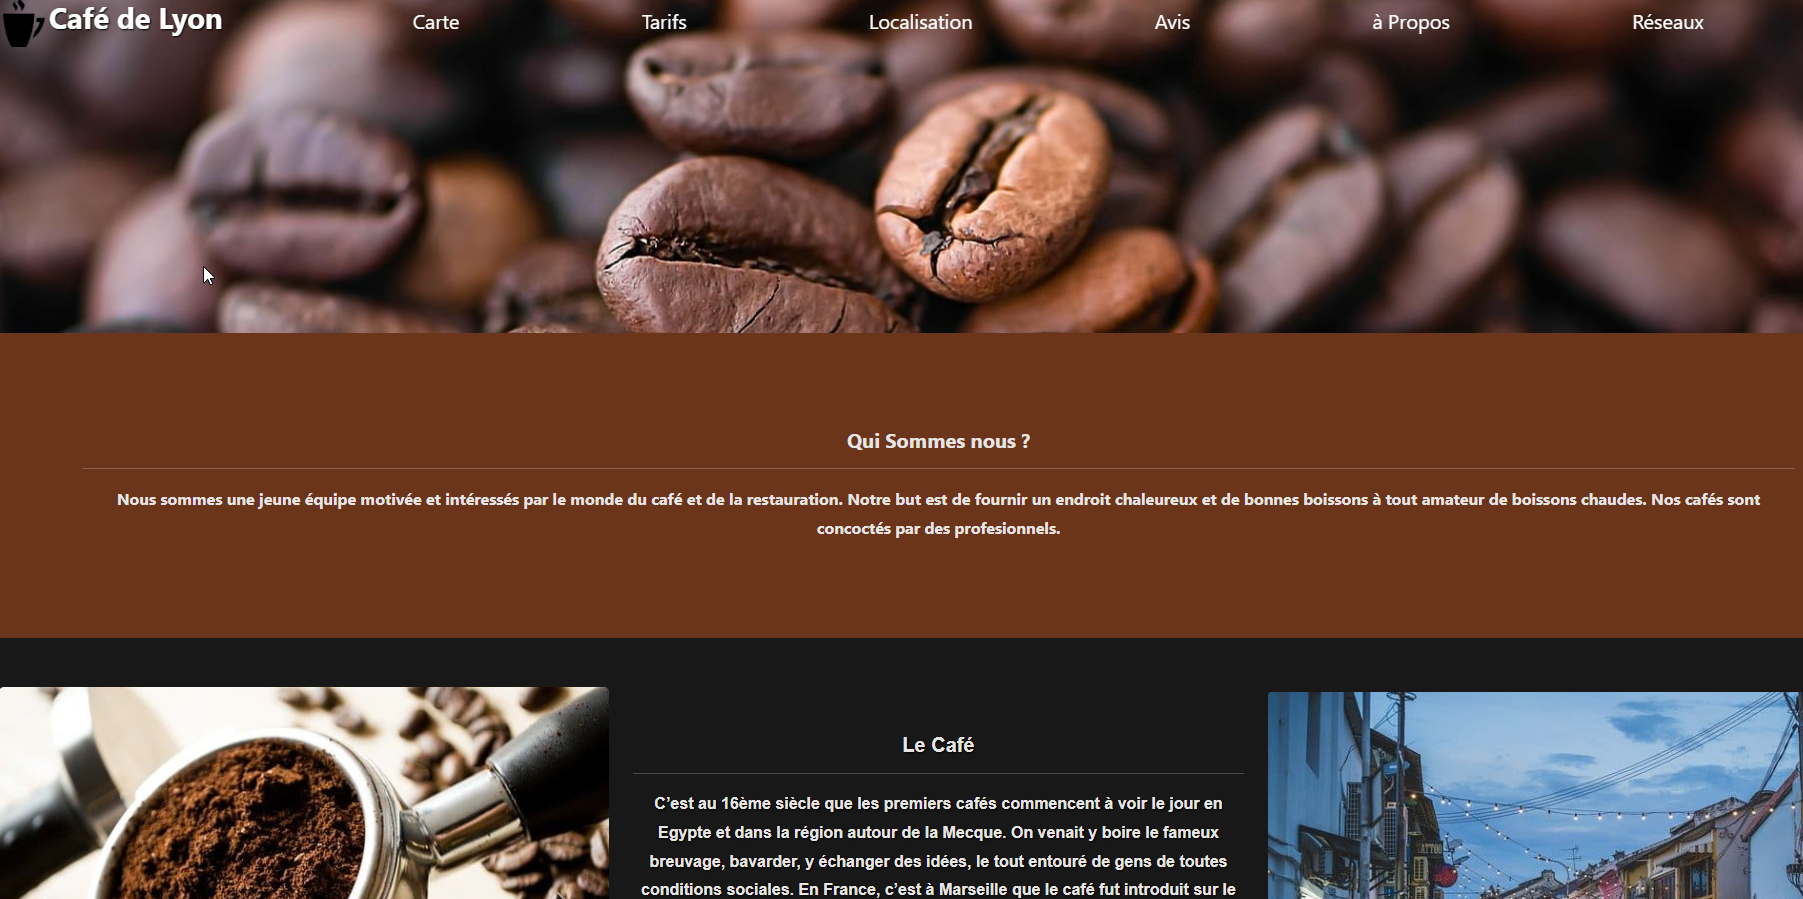 Café de Lyon
Carte
Tarifs
Localisation
Avis
à Propos
Réseaux
Qui Sommes nous ?
Nous sommes une jeune équipe motivée et intéressés par le monde du café et de la restauration. Notre but est de fournir un endroit chaleureux et de bonnes boissons à tout amateur de boissons chaudes. Nos cafés sont
concoctés par des profesionnels.
Le Café
C’est au 16ème siècle que les premiers cafés commencent à voir le jour en
Egypte et dans la région autour de la Mecque. On venait y boire le fameux
breuvage, bavarder, y échanger des idées, le tout entouré de gens de toutes
conditions sociales. En France, c’est à Marseille que le café fut introduit sur le
TATTOO